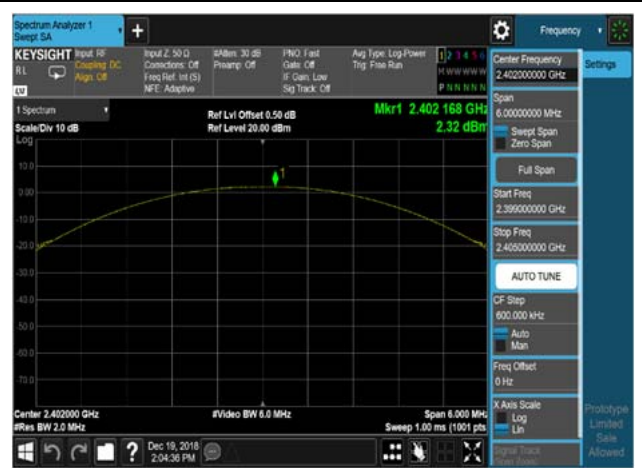 Spectrum Analyzer 1
Swept SA
+
Frequency
KEYSIGHT
RL
Input: RF
Coupling: DC
Align: Off
Input Z: 50 Ω
Corrections: Off
Freq Ref: Int (S)
NFE: Adaptive
#Atten: 30 dB
Preamp: Off
PNO: Fast
Gate: Off
IF Gain: Low
Sig Track: Off
Avg Type: Log-Power
Trig: Free Run
1 2 3 4 5 6
M W W W W W
P N N N N N
1 Spectrum
Scale/Div 10 dB
Log
Ref Lvl Offset 0.50 dB
Ref Level 20.00 dBm
Mkr1 2.402 168 GHz
2.32 dBm
1
10.0
0.00
-10.0
-20.0
-30.0
-40.0
-50.0
-60.0
-70.0
Center 2.402000 GHz
#Res BW 2.0 MHz
#Video BW 6.0 MHz
Span 6.000 MHz
Sweep 1.00 ms (1001 pts
Dec 19, 2018
2:04:36 PM
?
Center Frequency
2.402000000 GHz
Span
6.00000000 MHz
Swept Span
Zero Span
Full Span
Start Freq
2.399000000 GHz
Stop Freq
2.405000000 GHz
AUTO TUNE
CF Step
600.000 kHz
Auto
Man
Freq Offset
0 Hz
X Axis Scale
Log
Lin
Signal Track
Settings
Prototype
Limited
Sale
Allowed